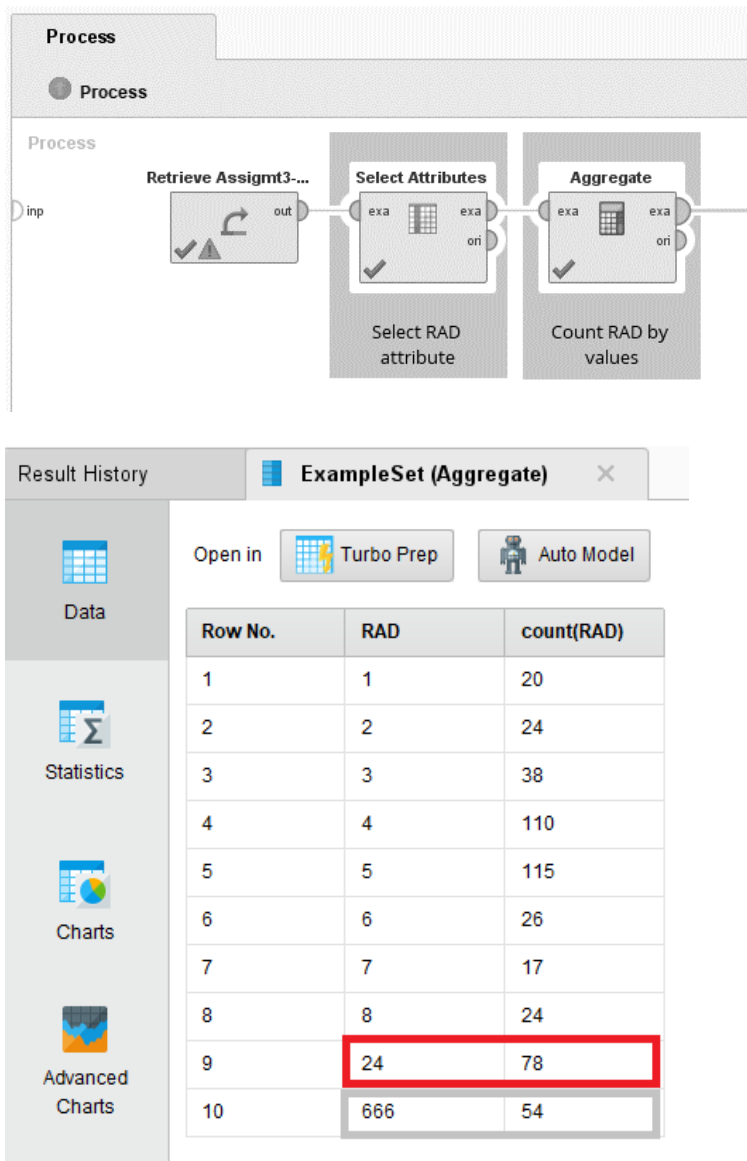 Process
Process
Process
Retrieve Assigmt3-... Select Attributes Aggregate
inp out exa exa exa exa
ori ori
Select RAD Count RAD by
attribute values
Result History ExampleSet (Aggregate)
Open in Turbo Prep Auto Model
Data
Row No. RAD count(RAD)
1 1 20
2 2 24
Statistics
3 3 38
4 4 110
5 5 115
Charts
6 6 26
7 7 17
8 8 24
9 24 78
Advanced
Charts
10 666 54